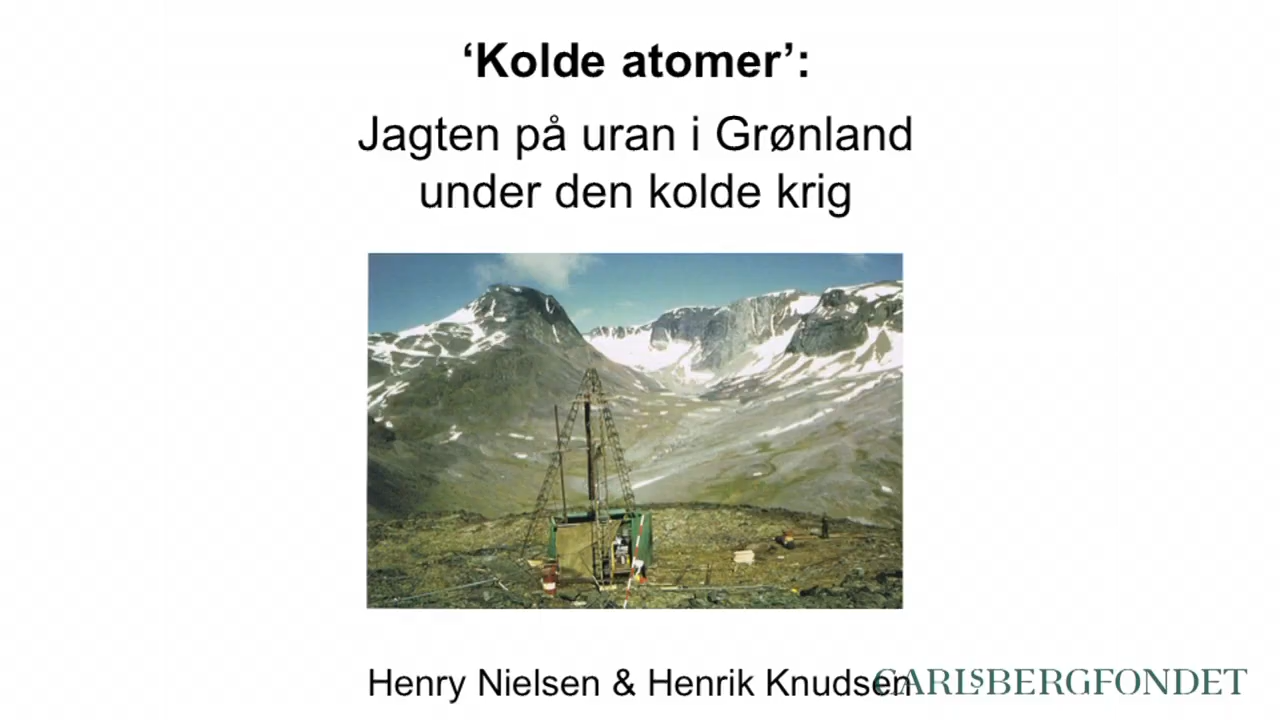 ‘Kolde atomer’:
Jagten på uran i Grønland
under den kolde krig
Henry Nielsen & Henrik Knudsen
CARLSBERGFONDET